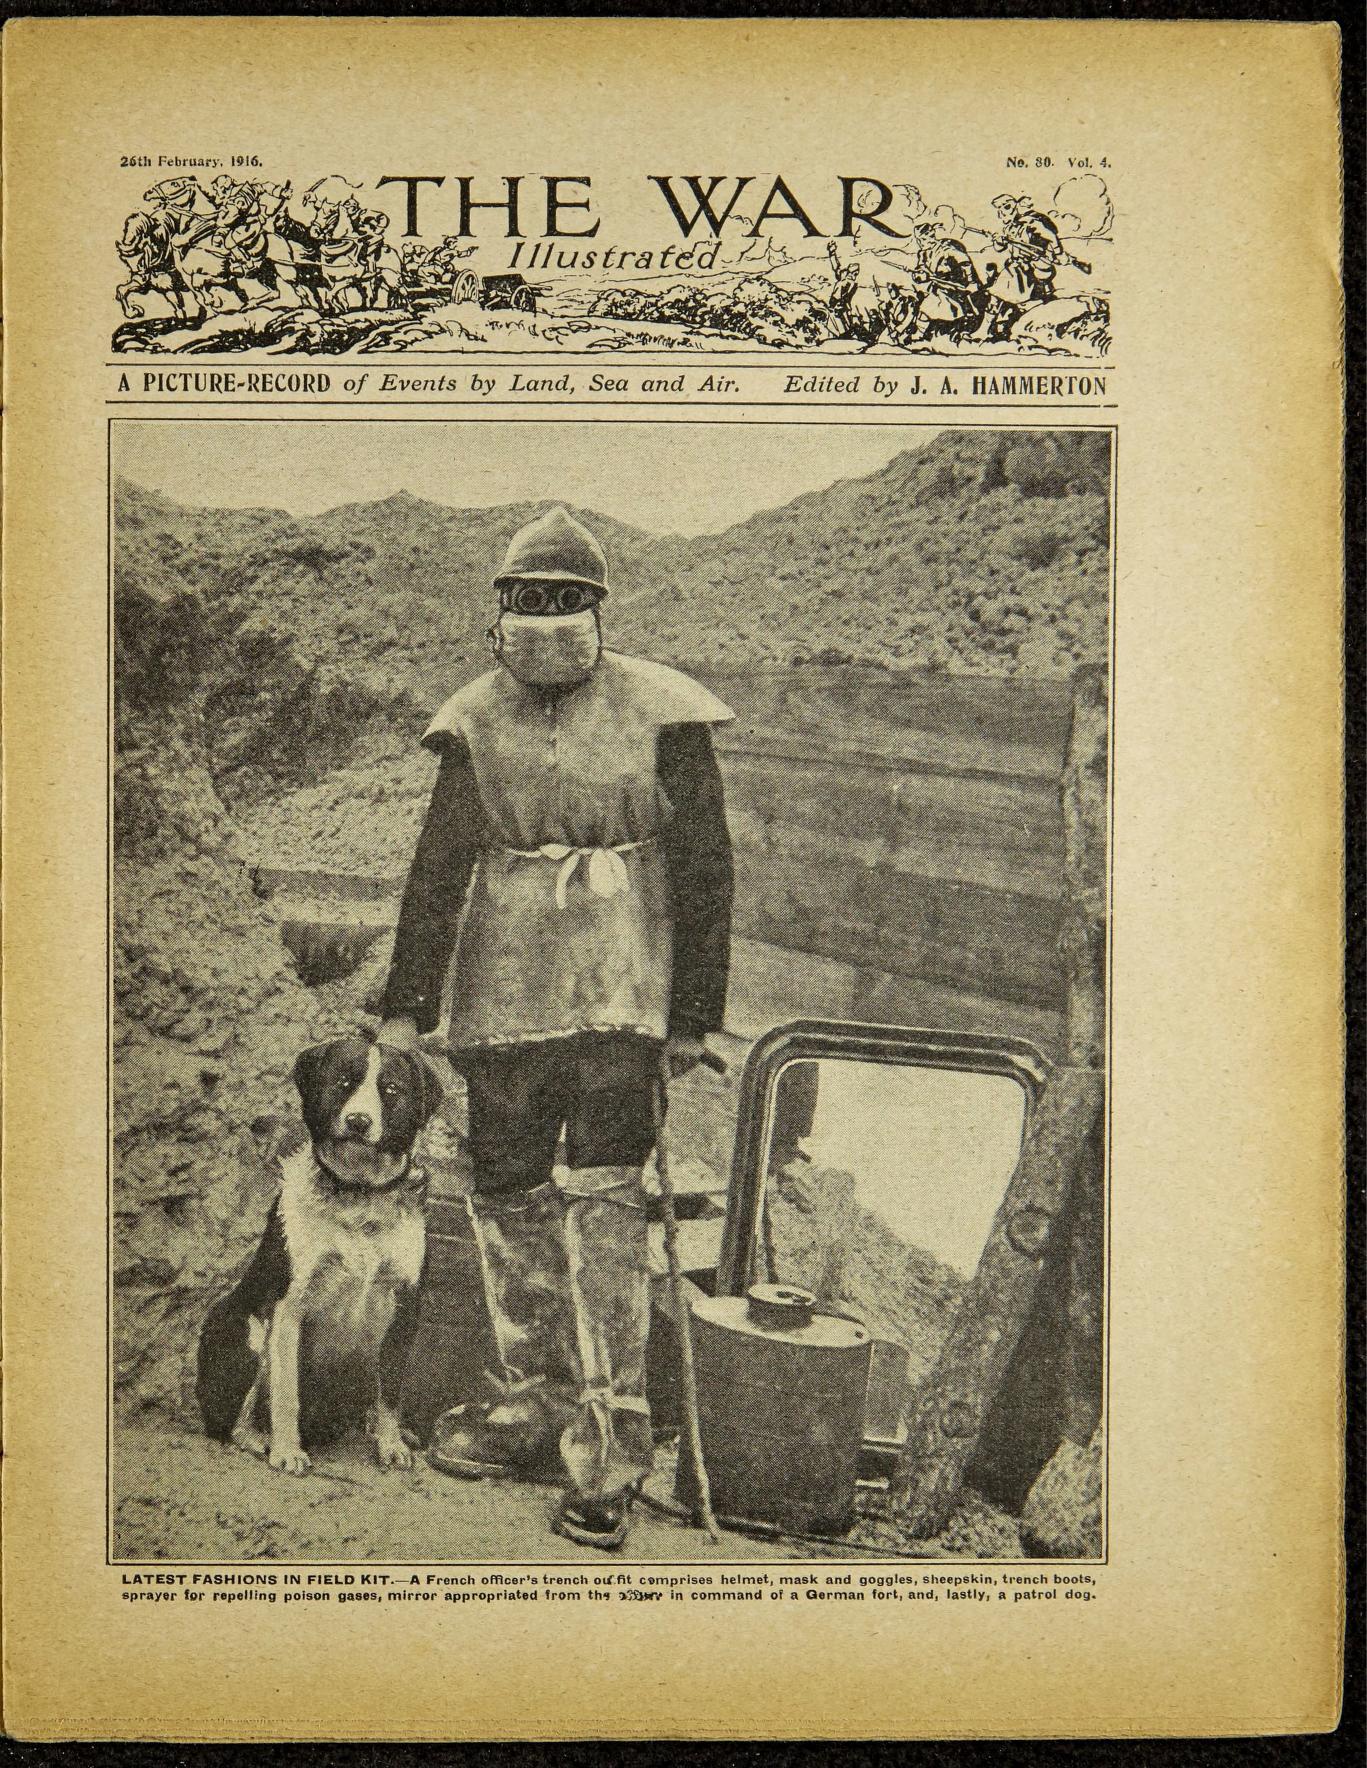 26th February, 1916.
No. 80. Vol. 4.
THE WAR
Illustrated
A PICTURE-RECORD of Events by Land, Sea and Air. Edited by J. A. HAMMERTON
LATEST FASHIONS IN FIELD KIT.—A French officer's trench outfit comprises helmet, mask and goggles, sheepskin, trench boots,
sprayer for repelling poison gases, mirror appropriated from the officer in command of a German fort, and, lastly, a patrol dog.